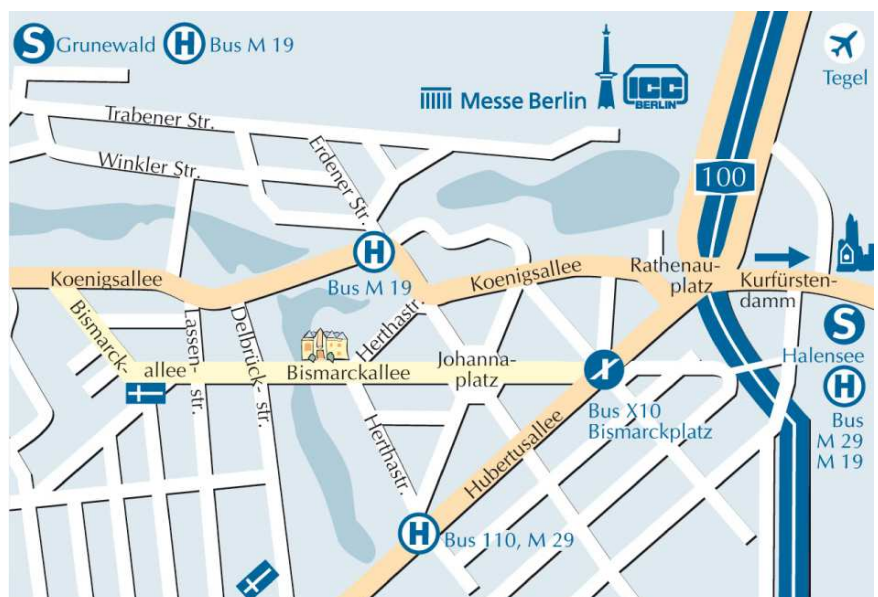 S Grunewald H Bus M 19
Tegel
Messe Berlin ICC BERLIN
Trabener Str.
Winkler Str.
Erdener Str.
100
H
Bus M 19
Koenigsallee
Koenigsallee
Rathenau-
platz
Kurfürsten-
damm
Bismarck-
allee
Lassen-
str.
Delbrück-
str.
Herthastr.
Bismarckallee
Johanna-
platz
X
Bus X10
Bismarckplatz
S
Halensee
H
Bus
M 29
M 19
Herthastr.
Hubertusallee
H Bus 110, M 29